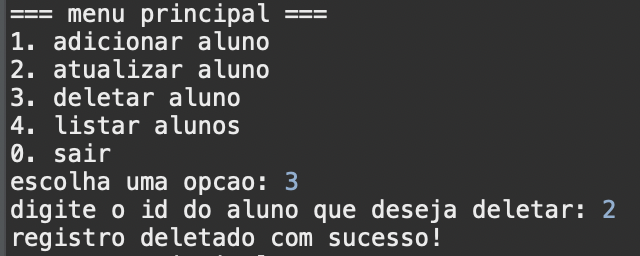 === menu principal ===
1. adicionar aluno
2. atualizar aluno
3. deletar aluno
4. listar alunos
0. sair
escolha uma opcao: 3
digite o id do aluno que deseja deletar: 2
registro deletado com sucesso!